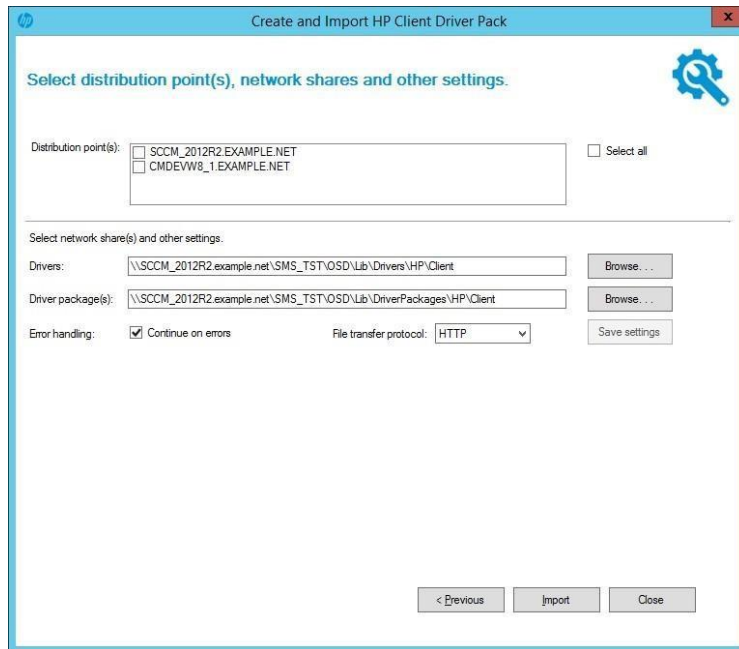 Create and Import HP Client Driver Pack
x
Select distribution point(s), network shares and other settings.
Distribution point(s):
SCCM_2012R2.EXAMPLE.NET
CMDEVW8_1.EXAMPLE.NET
Select all
Select network share(s) and other settings.
Drivers: \\SCCM_2012R2.example.net\SMS_TST\OSD\Lib\Drivers\HP\Client Browse. . .
Driver package(s): \\SCCM_2012R2.example.net\SMS_TST\OSD\Lib\DriverPackages\HP\Client Browse. . .
Error handling: Continue on errors File transfer protocol: HTTP Save settings
< Previous Import Close